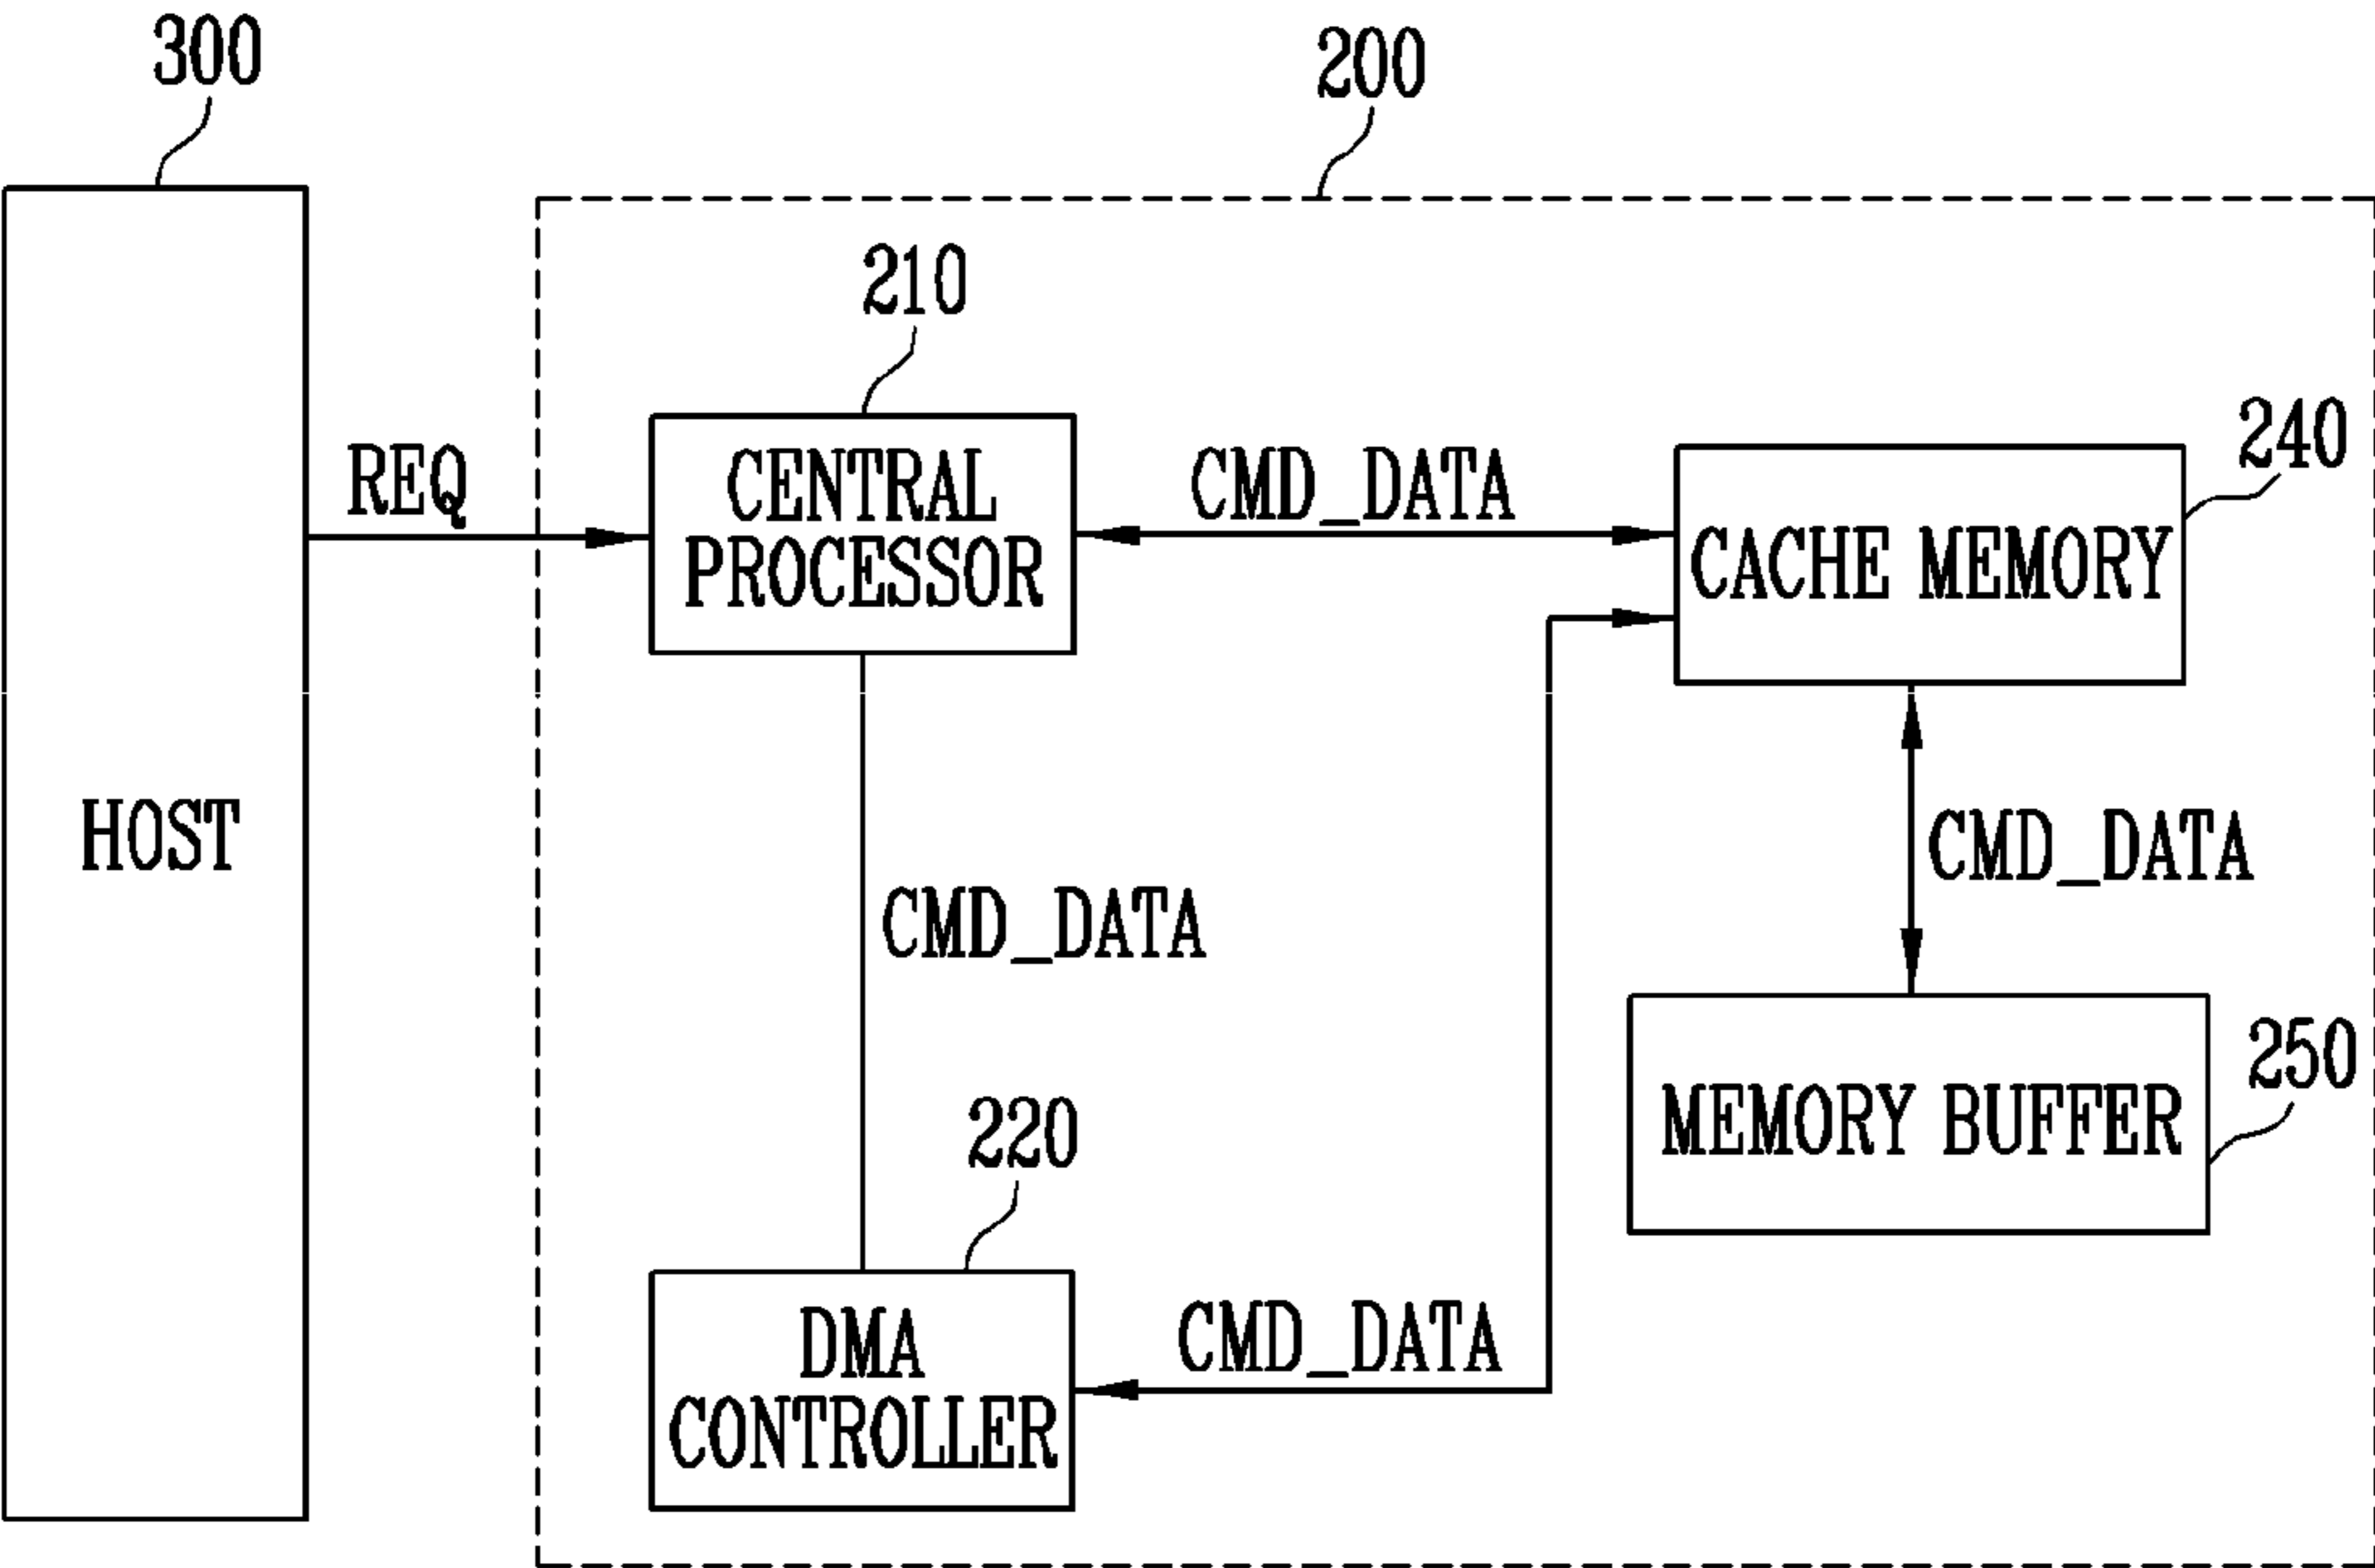 300
200
210
REQ
CENTRAL
PROCESSOR
CMD_DATA
240
CACHE MEMORY
HOST
CMD_DATA
CMD_DATA
250
MEMORY BUFFER
220
DMA
CONTROLLER
CMD_DATA